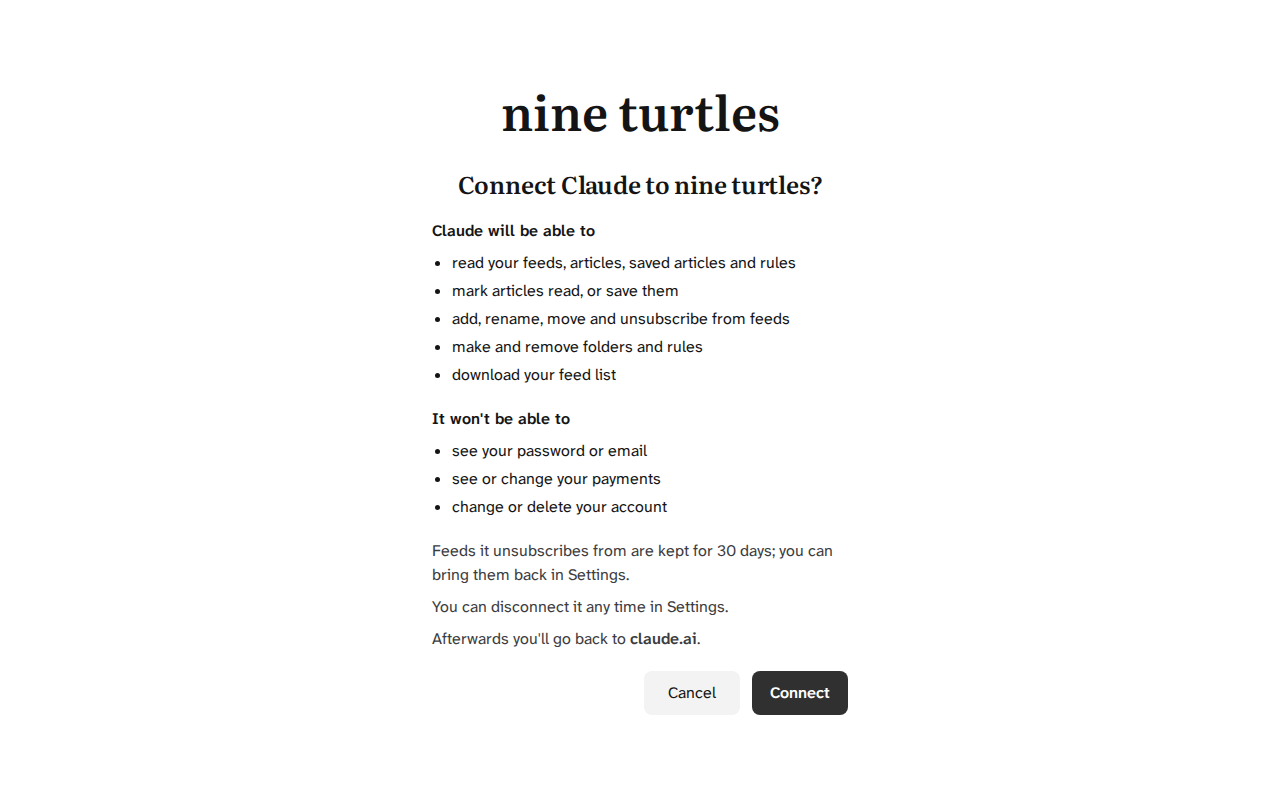 nine turtles
Connect Claude to nine turtles?
Claude will be able to
• read your feeds, articles, saved articles and rules
• mark articles read, or save them
• add, rename, move and unsubscribe from feeds
• make and remove folders and rules
• download your feed list
It won't be able to
• see your password or email
• see or change your payments
• change or delete your account
Feeds it unsubscribes from are kept for 30 days; you can
bring them back in Settings.
You can disconnect it any time in Settings.
Afterwards you'll go back to claude.ai.
Cancel Connect